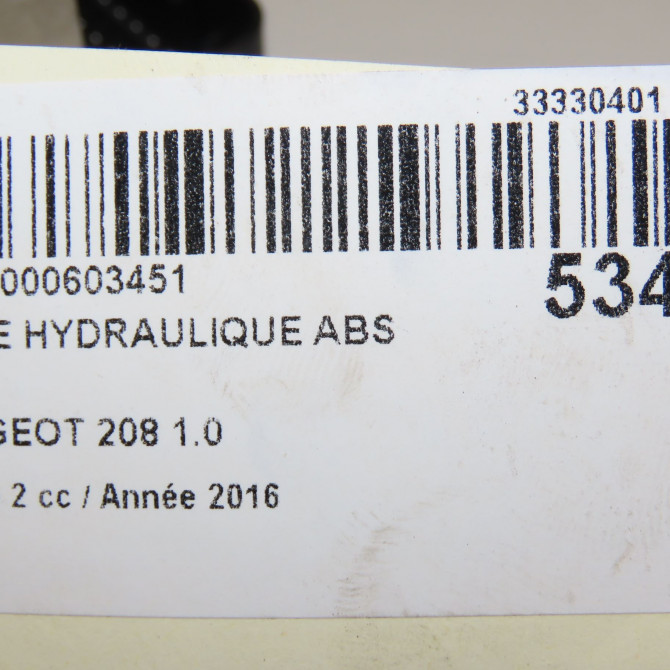 33330401
000603451
534
E HYDRAULIQUE ABS
GEOT 208 1.0
2 cc / Année 2016